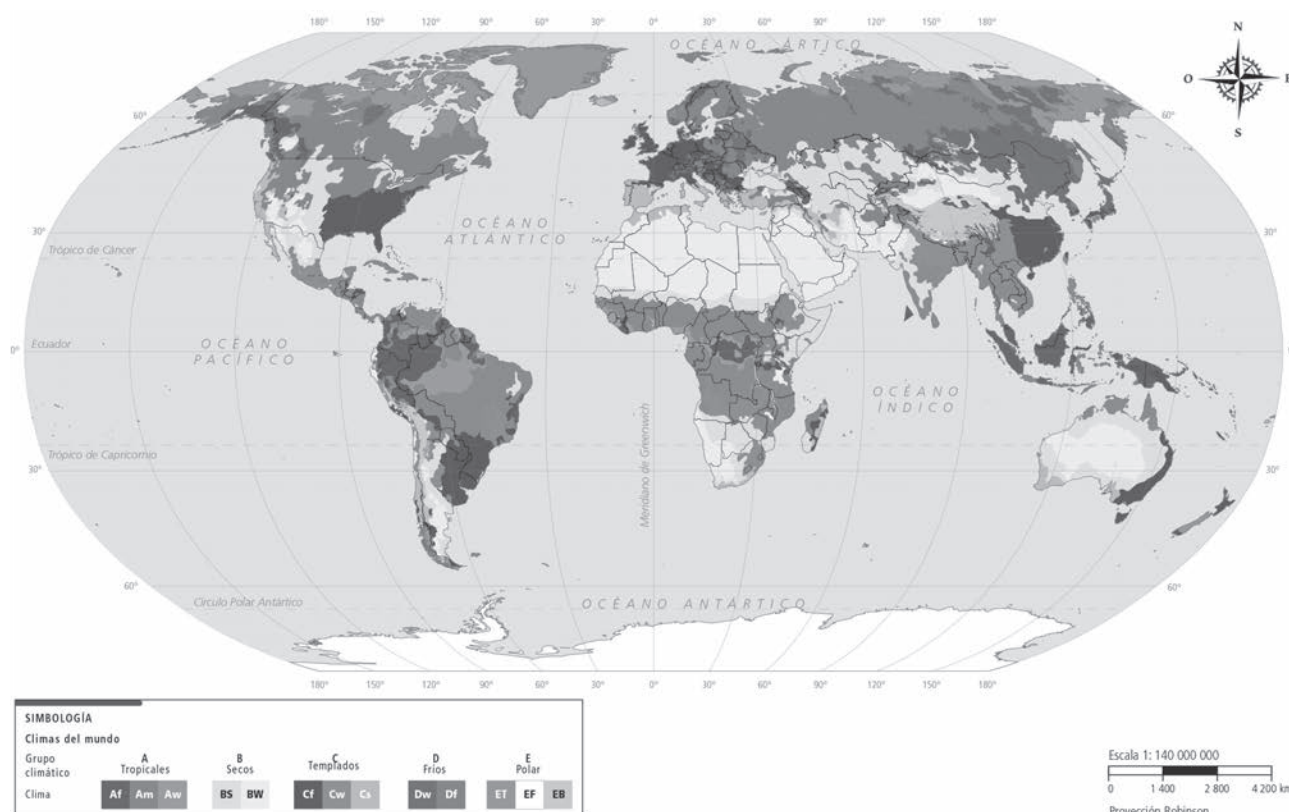 180° 150° 120° 90° 60° 30° 0° 30° 60° 90° 120° 150° 180°
OCÉANO ÁRTICO
N
O E
S
60° 60°
OCÉANO
ATLÁNTICO
30° 30°
Trópico de Cáncer
OCÉANO
PACÍFICO
Ecuador
0° 0°
OCÉANO
ÍNDICO
Meridiano de Greenwich
Trópico de Capricornio
30° 30°
60° 60°
Círculo Polar Antártico
OCÉANO ANTÁRTICO
180° 150° 120° 90° 60° 30° 0° 30° 60° 90° 120° 150° 180°
SIMBOLOGÍA
Climas del mundo
Grupo climático
A Tropicales
B Secos
C Templados
D Fríos
E Polar
Clima
Af Am Aw BS BW Cf Cw Cs Dw Df ET EF EB
Escala 1: 140 000 000
0 1 400 2 800 4 200 km
Proyección Robinson